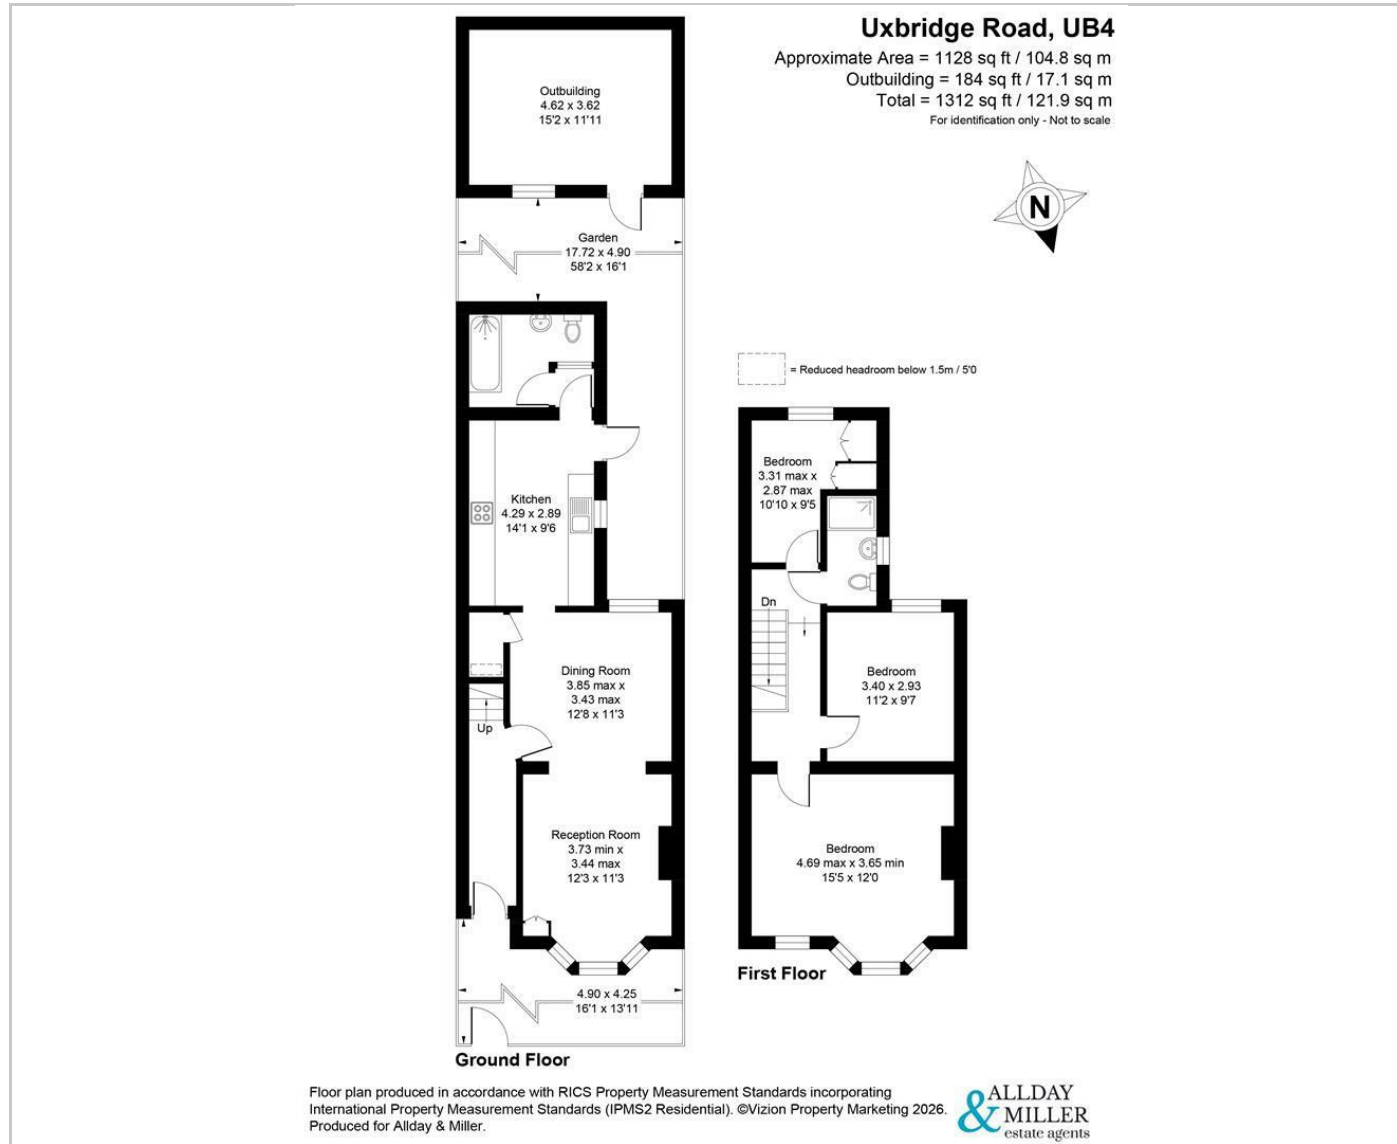 Uxbridge Road, UB4
Approximate Area = 1128 sq ft / 104.8 sq m
Outbuilding = 184 sq ft / 17.1 sq m
Total = 1312 sq ft / 121.9 sq m
For identification only - Not to scale
N
Outbuilding
4.62 x 3.62
15'2 x 11'11
Garden
17.72 x 4.90
58'2 x 16'1
Kitchen
4.29 x 2.89
14'1 x 9'6
Dining Room
3.85 max x
3.43 max
12'8 x 11'3
Up
Reception Room
3.73 min x
3.44 max
12'3 x 11'3
4.90 x 4.25
16'1 x 13'11
Ground Floor
= Reduced headroom below 1.5m / 5'0
Bedroom
3.31 max x
2.87 max
10'10 x 9'5
Dn
Bedroom
3.40 x 2.93
11'2 x 9'7
Bedroom
4.69 max x 3.65 min
15'5 x 12'0
First Floor
Floor plan produced in accordance with RICS Property Measurement Standards incorporating
International Property Measurement Standards (IPMS2 Residential). ©Vizion Property Marketing 2026.
Produced for Allday & Miller.
ALLDAY
& MILLER
estate agents